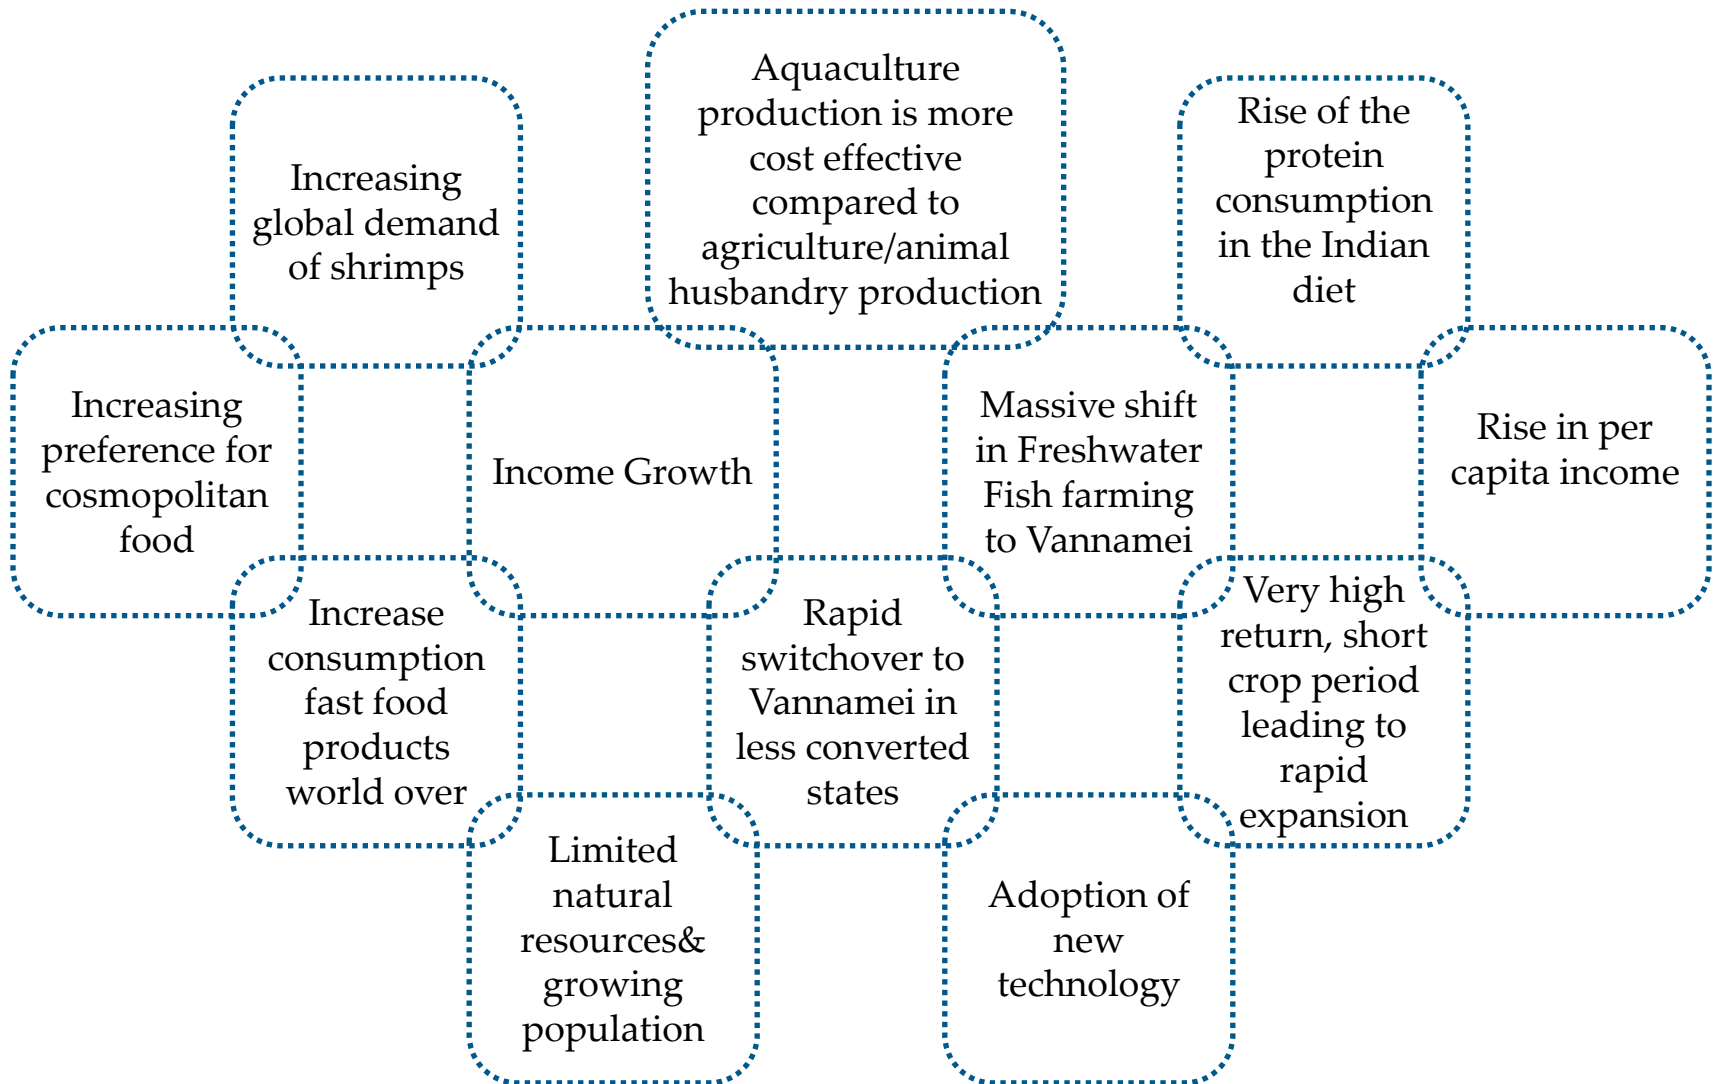 Aquaculture
production is more
cost effective
compared to
agriculture/animal
husbandry production
Increasing
global demand
of shrimps
Rise of the
protein
consumption
in the Indian
diet
Increasing
preference for
cosmopolitan
food
Income Growth
Massive shift
in Freshwater
Fish farming
to Vannamei
Rise in per
capita income
Increase
consumption
fast food
products
world over
Rapid
switchover to
Vannamei in
less converted
states
Very high
return, short
crop period
leading to
rapid
expansion
Limited
natural
resources&
growing
population
Adoption of
new
technology